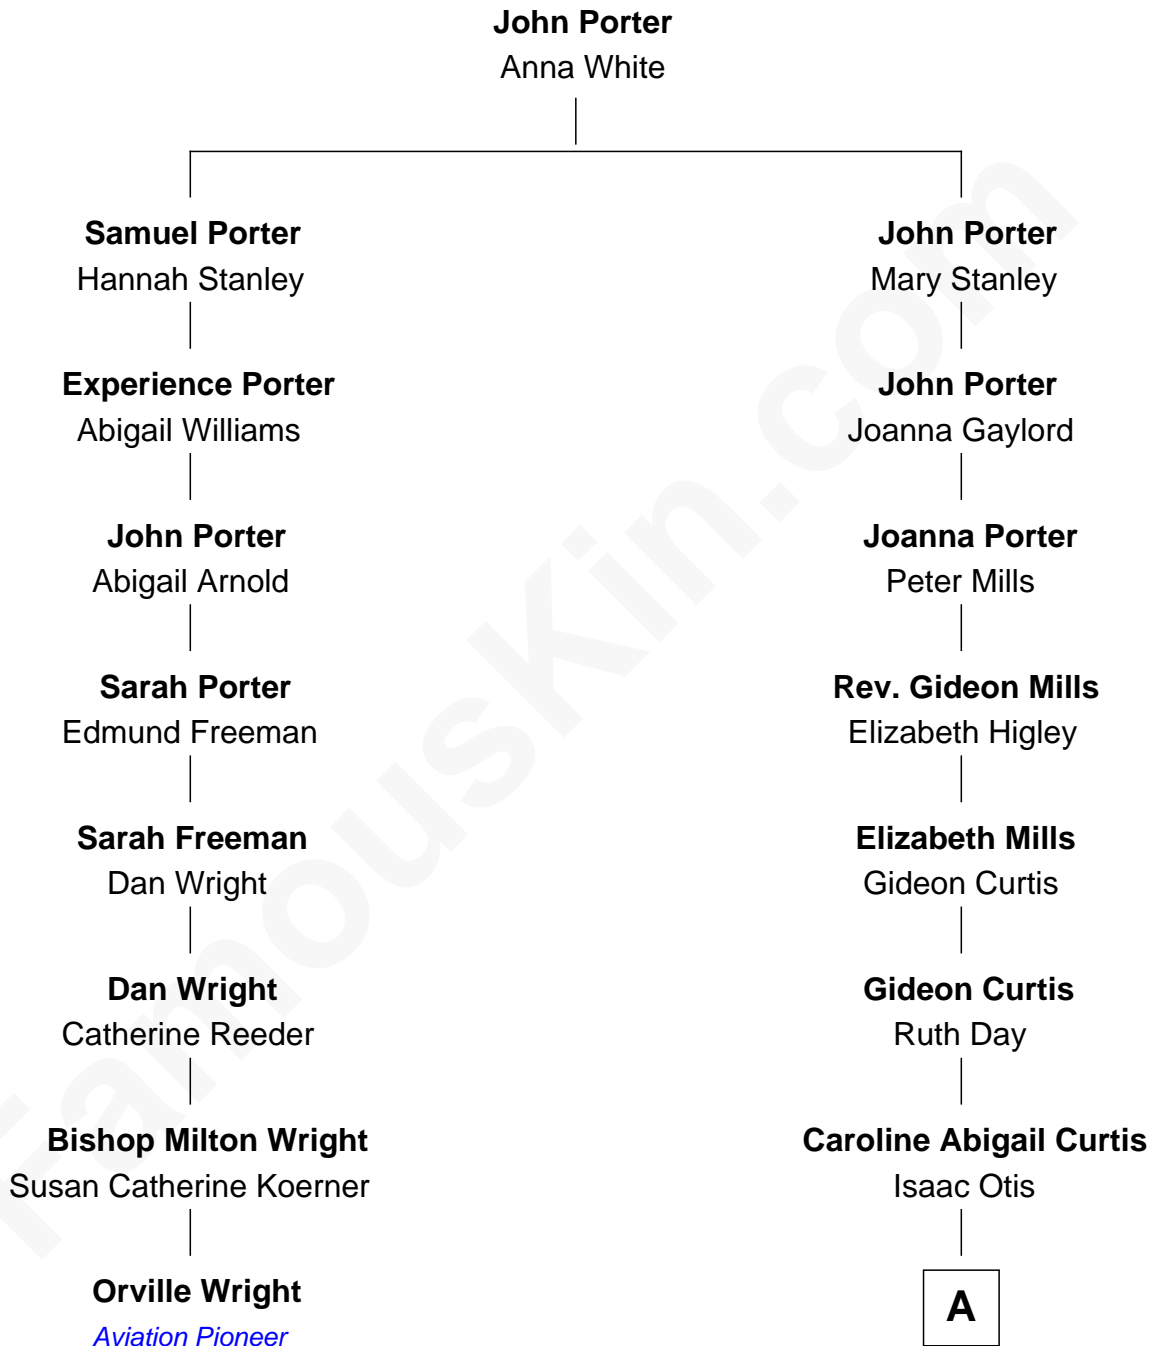 John Porter
Anna White
Samuel Porter
Hannah Stanley
John Porter
Mary Stanley
Experience Porter
Abigail Williams
John Porter
Joanna Gaylord
John Porter
Abigail Arnold
Joanna Porter
Peter Mills
Sarah Porter
Edmund Freeman
Rev. Gideon Mills
Elizabeth Higley
Sarah Freeman
Dan Wright
Elizabeth Mills
Gideon Curtis
Dan Wright
Catherine Reeder
Gideon Curtis
Ruth Day
Bishop Milton Wright
Susan Catherine Koerner
Caroline Abigail Curtis
Isaac Otis
Orville Wright
Aviation Pioneer
A
FamousKin.com